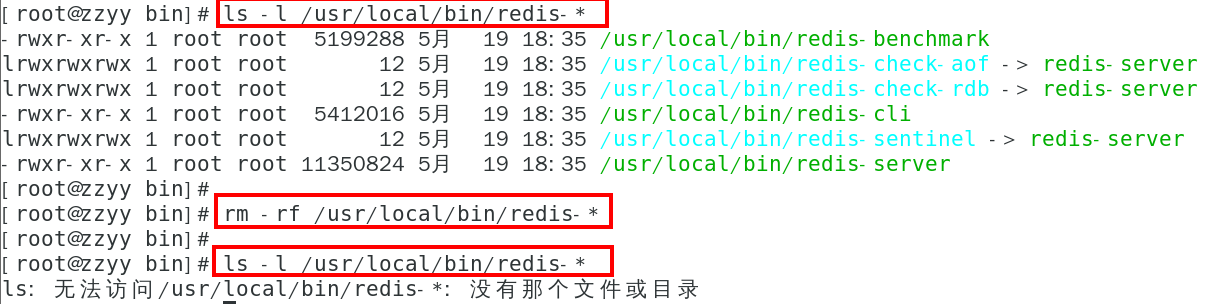 [root@zzyy bin]# ls -l /usr/local/bin/redis-*
-rwxr-xr-x 1 root root  5199288 5月  19 18:35 /usr/local/bin/redis-benchmark
lrwxrwxrwx 1 root root       12 5月  19 18:35 /usr/local/bin/redis-check-aof -> redis-server
lrwxrwxrwx 1 root root       12 5月  19 18:35 /usr/local/bin/redis-check-rdb -> redis-server
-rwxr-xr-x 1 root root  5412016 5月  19 18:35 /usr/local/bin/redis-cli
lrwxrwxrwx 1 root root       12 5月  19 18:35 /usr/local/bin/redis-sentinel -> redis-server
-rwxr-xr-x 1 root root 11350824 5月  19 18:35 /usr/local/bin/redis-server
[root@zzyy bin]#
[root@zzyy bin]# rm -rf /usr/local/bin/redis-*
[root@zzyy bin]#
[root@zzyy bin]# ls -l /usr/local/bin/redis-*
ls: 无法访问/usr/local/bin/redis-*: 没有那个文件或目录